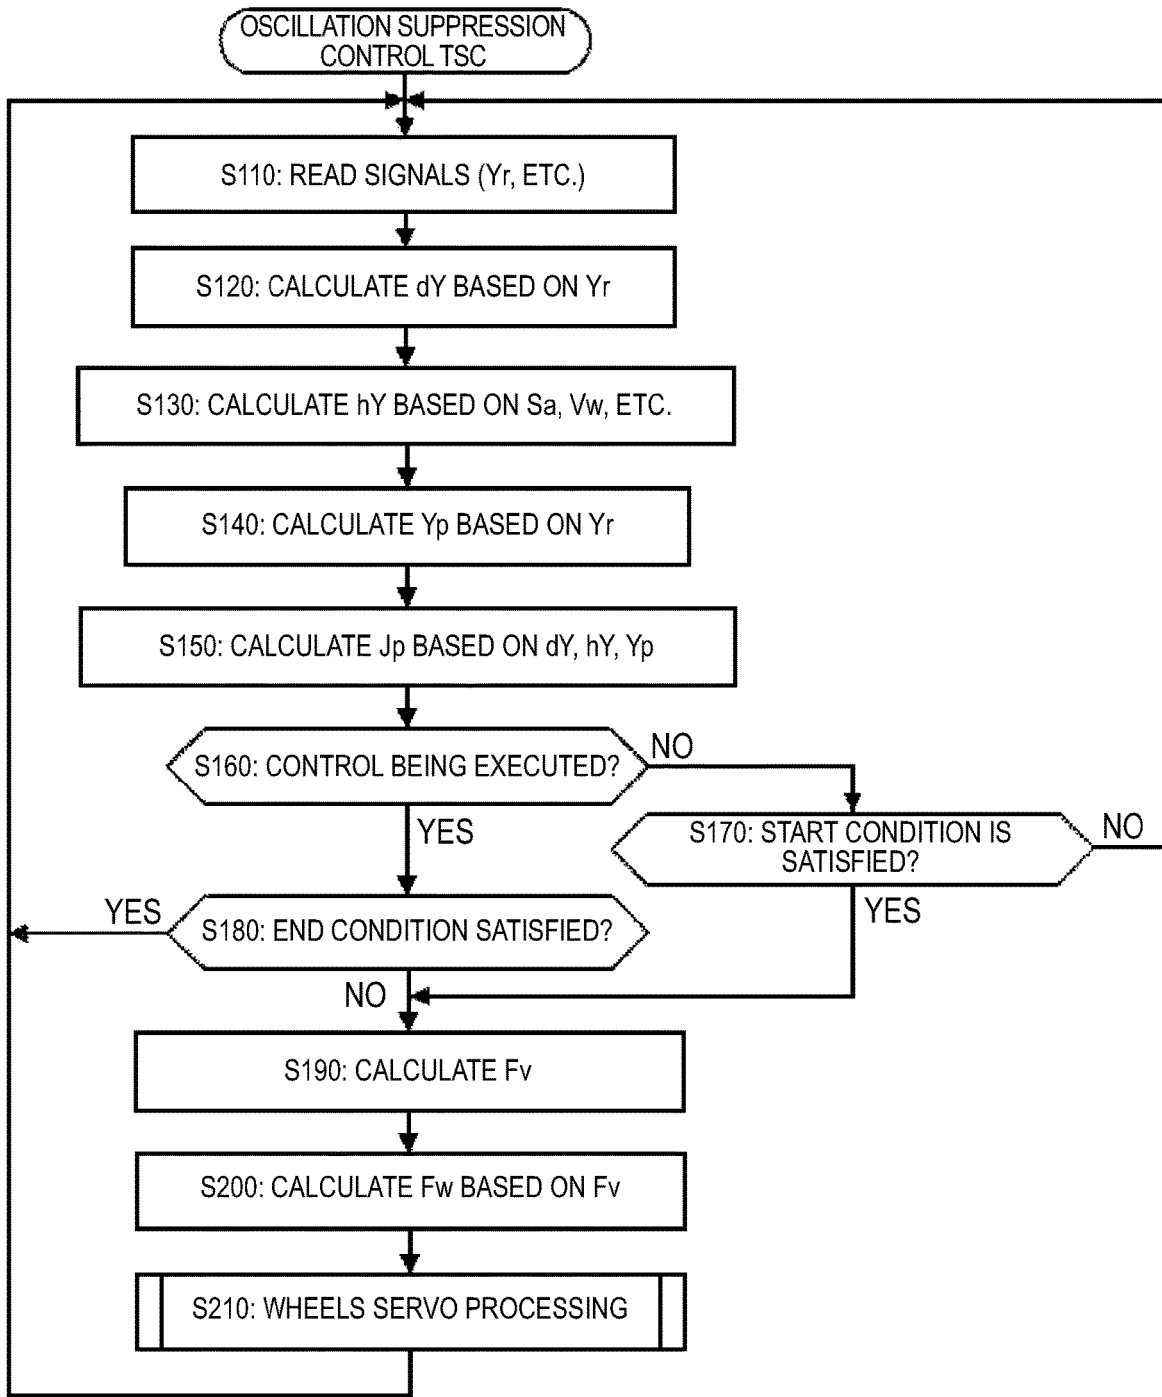 OSCILLATION SUPPRESSION
CONTROL TSC
S110: READ SIGNALS (Yr, ETC.)
S120: CALCULATE dY BASED ON Yr
S130: CALCULATE hY BASED ON Sa, Vw, ETC.
S140: CALCULATE Yp BASED ON Yr
S150: CALCULATE Jp BASED ON dY, hY, Yp
S160: CONTROL BEING EXECUTED?
NO
YES
S170: START CONDITION IS
SATISFIED?
NO
YES
S180: END CONDITION SATISFIED?
YES
NO
S190: CALCULATE Fv
S200: CALCULATE Fw BASED ON Fv
S210: WHEELS SERVO PROCESSING